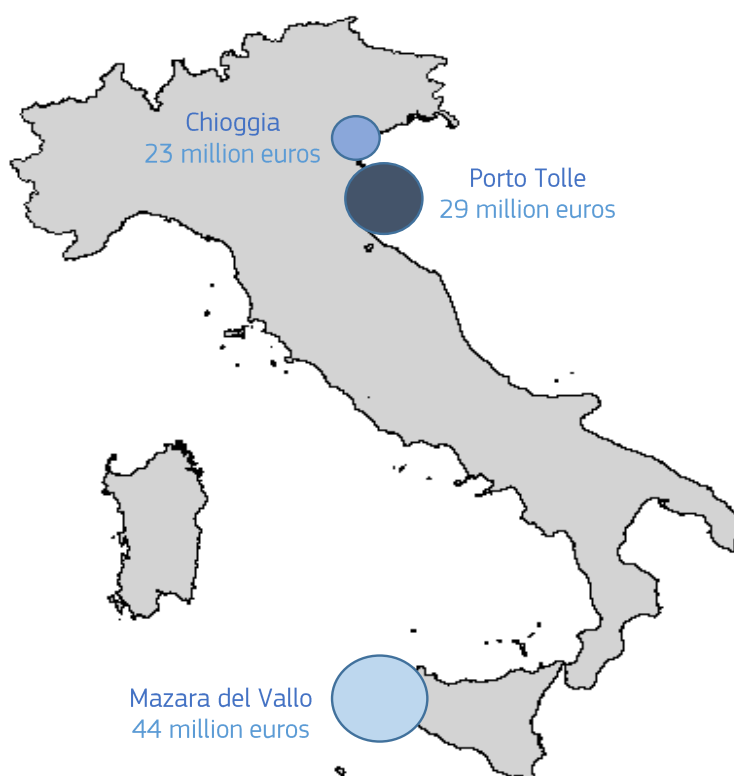 Chioggia
23 million euros
Porto Tolle
29 million euros
Mazara del Vallo
44 million euros